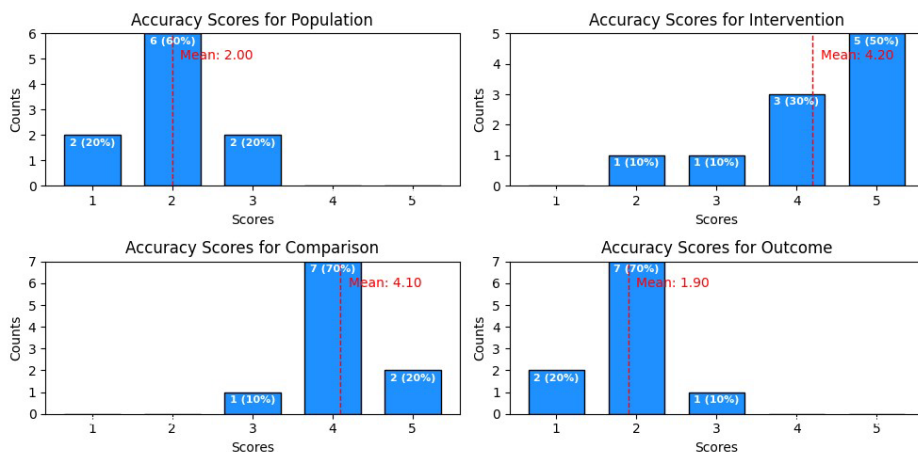 Accuracy Scores for Population
6
5
4
3
2
1
0
Counts
2 (20%)
6 (60%)
2 (20%)
Mean: 2.00
1 2 3 4 5
Scores
Accuracy Scores for Intervention
5
4
3
2
1
0
Counts
1 (10%)
1 (10%)
3 (30%)
5 (50%)
Mean: 4.20
1 2 3 4 5
Scores
Accuracy Scores for Comparison
7
6
5
4
3
2
1
0
Counts
1 (10%)
7 (70%)
2 (20%)
Mean: 4.10
1 2 3 4 5
Scores
Accuracy Scores for Outcome
7
6
5
4
3
2
1
0
Counts
2 (20%)
7 (70%)
1 (10%)
Mean: 1.90
1 2 3 4 5
Scores